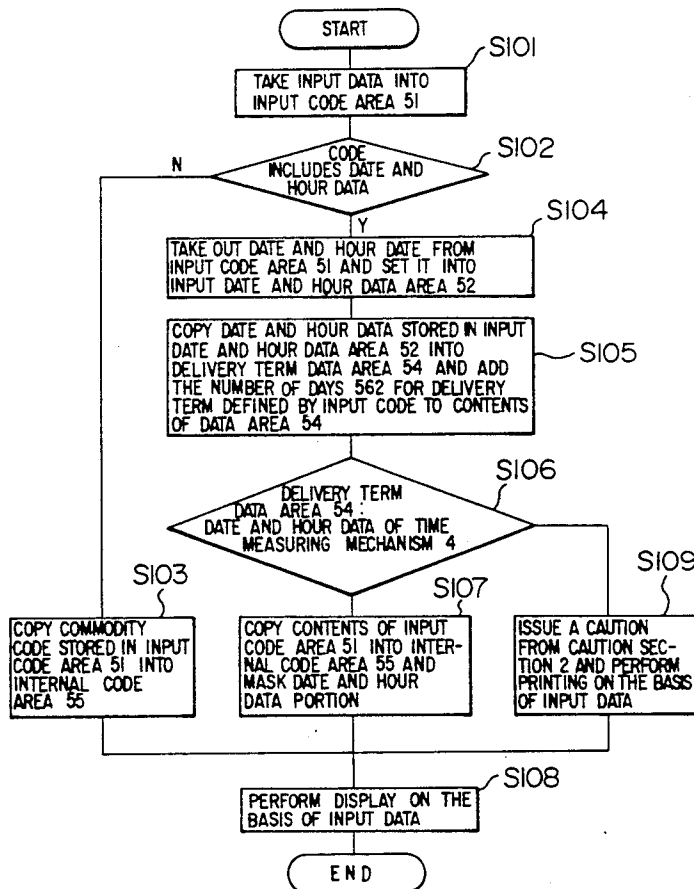 START
S101
TAKE INPUT DATA INTO
INPUT CODE AREA 51
S102
CODE
INCLUDES DATE AND
HOUR DATA
N
Y
S104
TAKE OUT DATE AND HOUR DATE FROM
INPUT CODE AREA 51 AND SET IT INTO
INPUT DATE AND HOUR DATA AREA 52
S105
COPY DATE AND HOUR DATA STORED IN INPUT
DATE AND HOUR DATA AREA 52 INTO
DELIVERY TERM DATA AREA 54 AND ADD
THE NUMBER OF DAYS 562 FOR DELIVERY
TERM DEFINED BY INPUT CODE TO CONTENTS
OF DATA AREA 54
S106
DELIVERY TERM
DATA AREA 54 :
DATE AND HOUR DATA OF TIME
MEASURING MECHANISM 4
S103
COPY COMMODITY
CODE STORED IN INPUT
CODE AREA 51 INTO
INTERNAL CODE
AREA 55
S107
COPY CONTENTS OF INPUT
CODE AREA 51 INTO INTER-
NAL CODE AREA 55 AND
MASK DATE AND HOUR
DATA PORTION
S109
ISSUE A CAUTION
FROM CAUTION SEC-
TION 2 AND PERFORM
PRINTING ON THE BASIS
OF INPUT DATA
S108
PERFORM DISPLAY ON THE
BASIS OF INPUT DATA
END